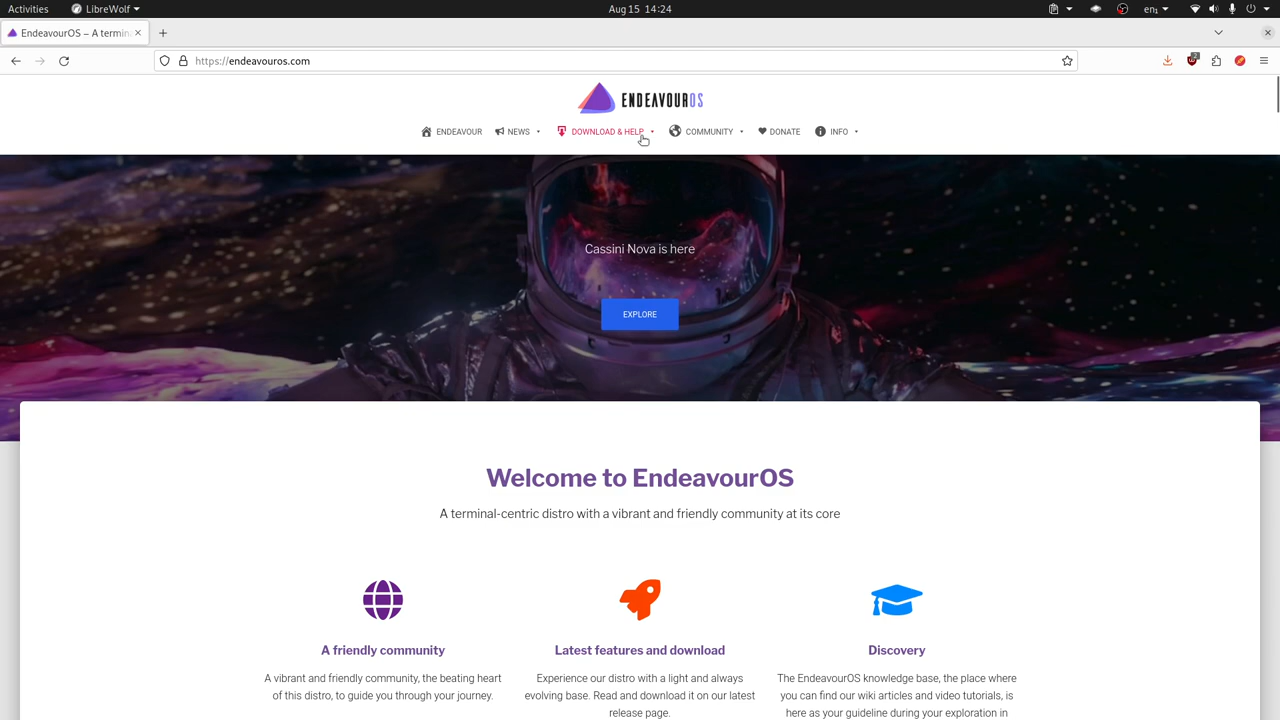 Activities
LibreWolf
Aug 15 14:24
en₁
EndeavourOS – A termin
https://endeavouros.com
2
ENDEAVOUROS
ENDEAVOUR
NEWS
DOWNLOAD & HELP
COMMUNITY
DONATE
INFO
Cassini Nova is here
EXPLORE
Welcome to EndeavourOS
A terminal-centric distro with a vibrant and friendly community at its core
A friendly community
A vibrant and friendly community, the beating heart
of this distro, to guide you through your journey.
Latest features and download
Experience our distro with a light and always
evolving base. Read and download it on our latest
release page.
Discovery
The EndeavourOS knowledge base, the place where
you can find our wiki articles and video tutorials, is
here as your guideline during your exploration in